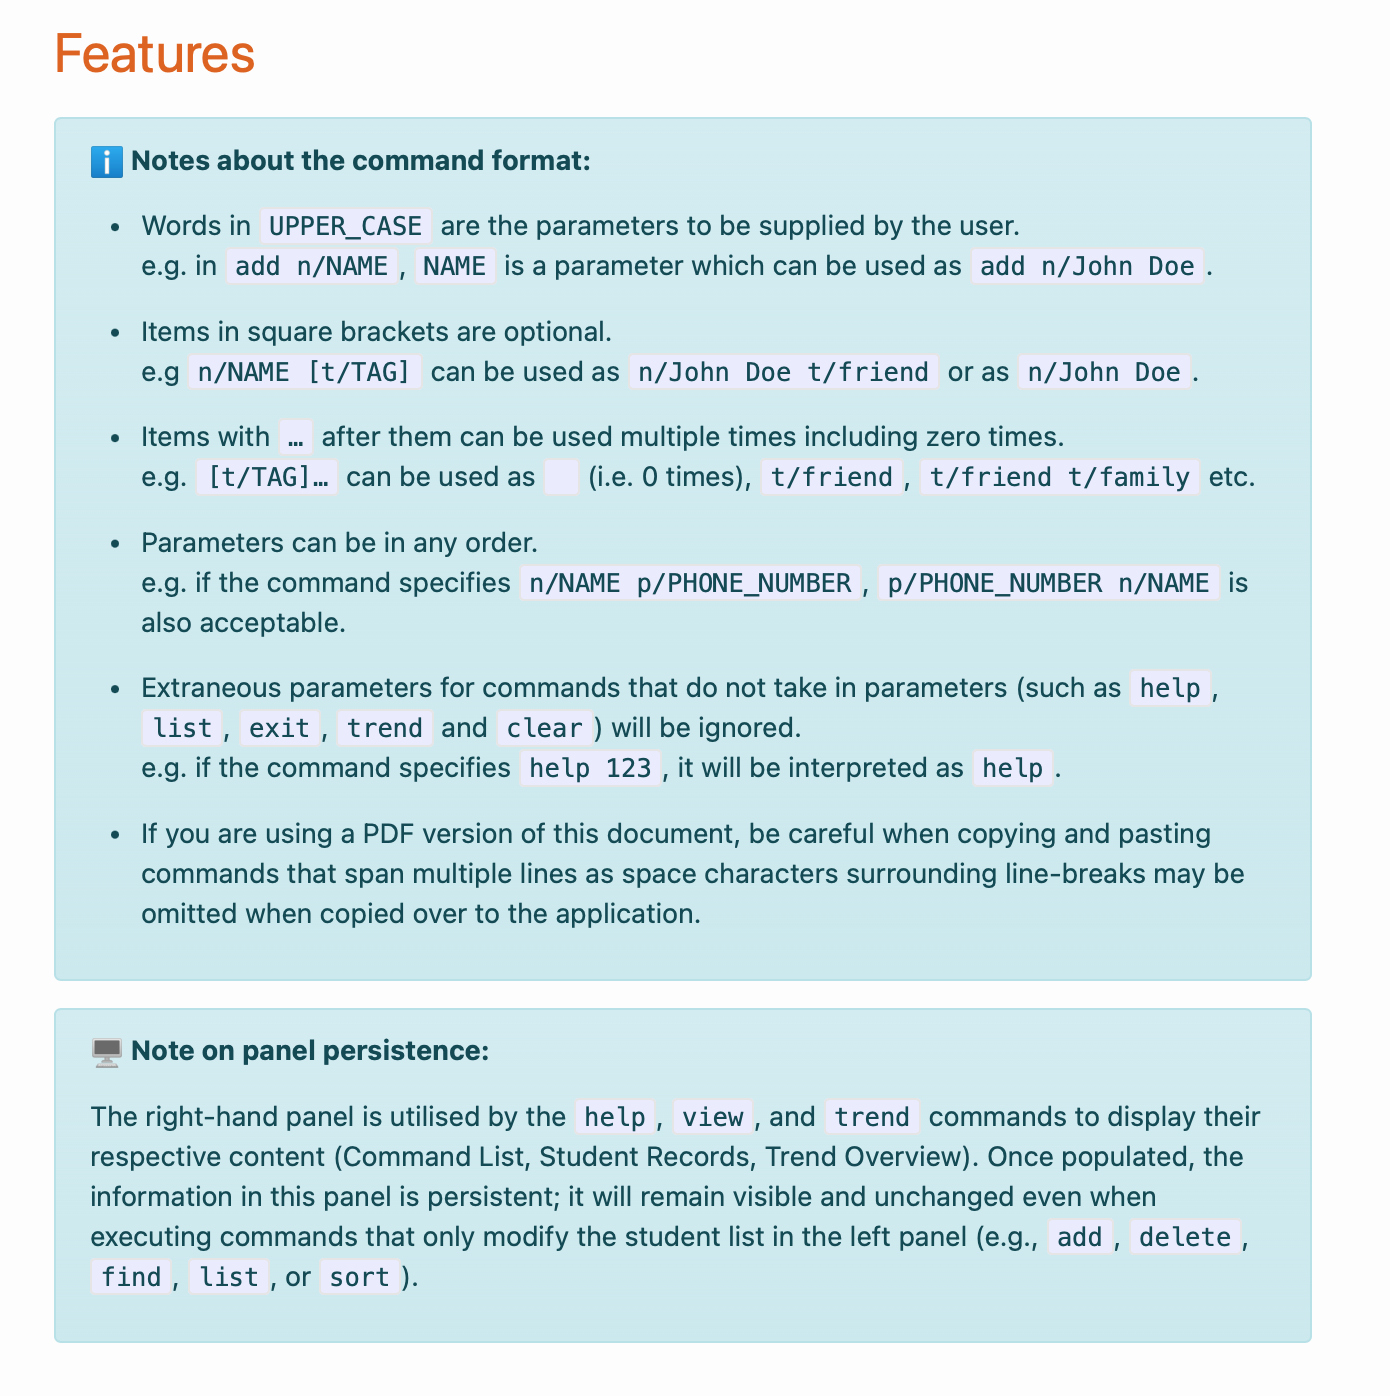 Features
Notes about the command format:
• Words in UPPER_CASE are the parameters to be supplied by the user.
e.g. in add n/NAME, NAME is a parameter which can be used as add n/John Doe.
• Items in square brackets are optional.
e.g n/NAME [t/TAG] can be used as n/John Doe t/friend or as n/John Doe.
• Items with … after them can be used multiple times including zero times.
e.g. [t/TAG]… can be used as   (i.e. 0 times), t/friend, t/friend t/family etc.
• Parameters can be in any order.
e.g. if the command specifies n/NAME p/PHONE_NUMBER, p/PHONE_NUMBER n/NAME is
also acceptable.
• Extraneous parameters for commands that do not take in parameters (such as help,
list, exit, trend and clear) will be ignored.
e.g. if the command specifies help 123, it will be interpreted as help.
• If you are using a PDF version of this document, be careful when copying and pasting
commands that span multiple lines as space characters surrounding line-breaks may be
omitted when copied over to the application.
Note on panel persistence:
The right-hand panel is utilised by the help, view, and trend commands to display their
respective content (Command List, Student Records, Trend Overview). Once populated, the
information in this panel is persistent; it will remain visible and unchanged even when
executing commands that only modify the student list in the left panel (e.g., add, delete,
find, list, or sort).